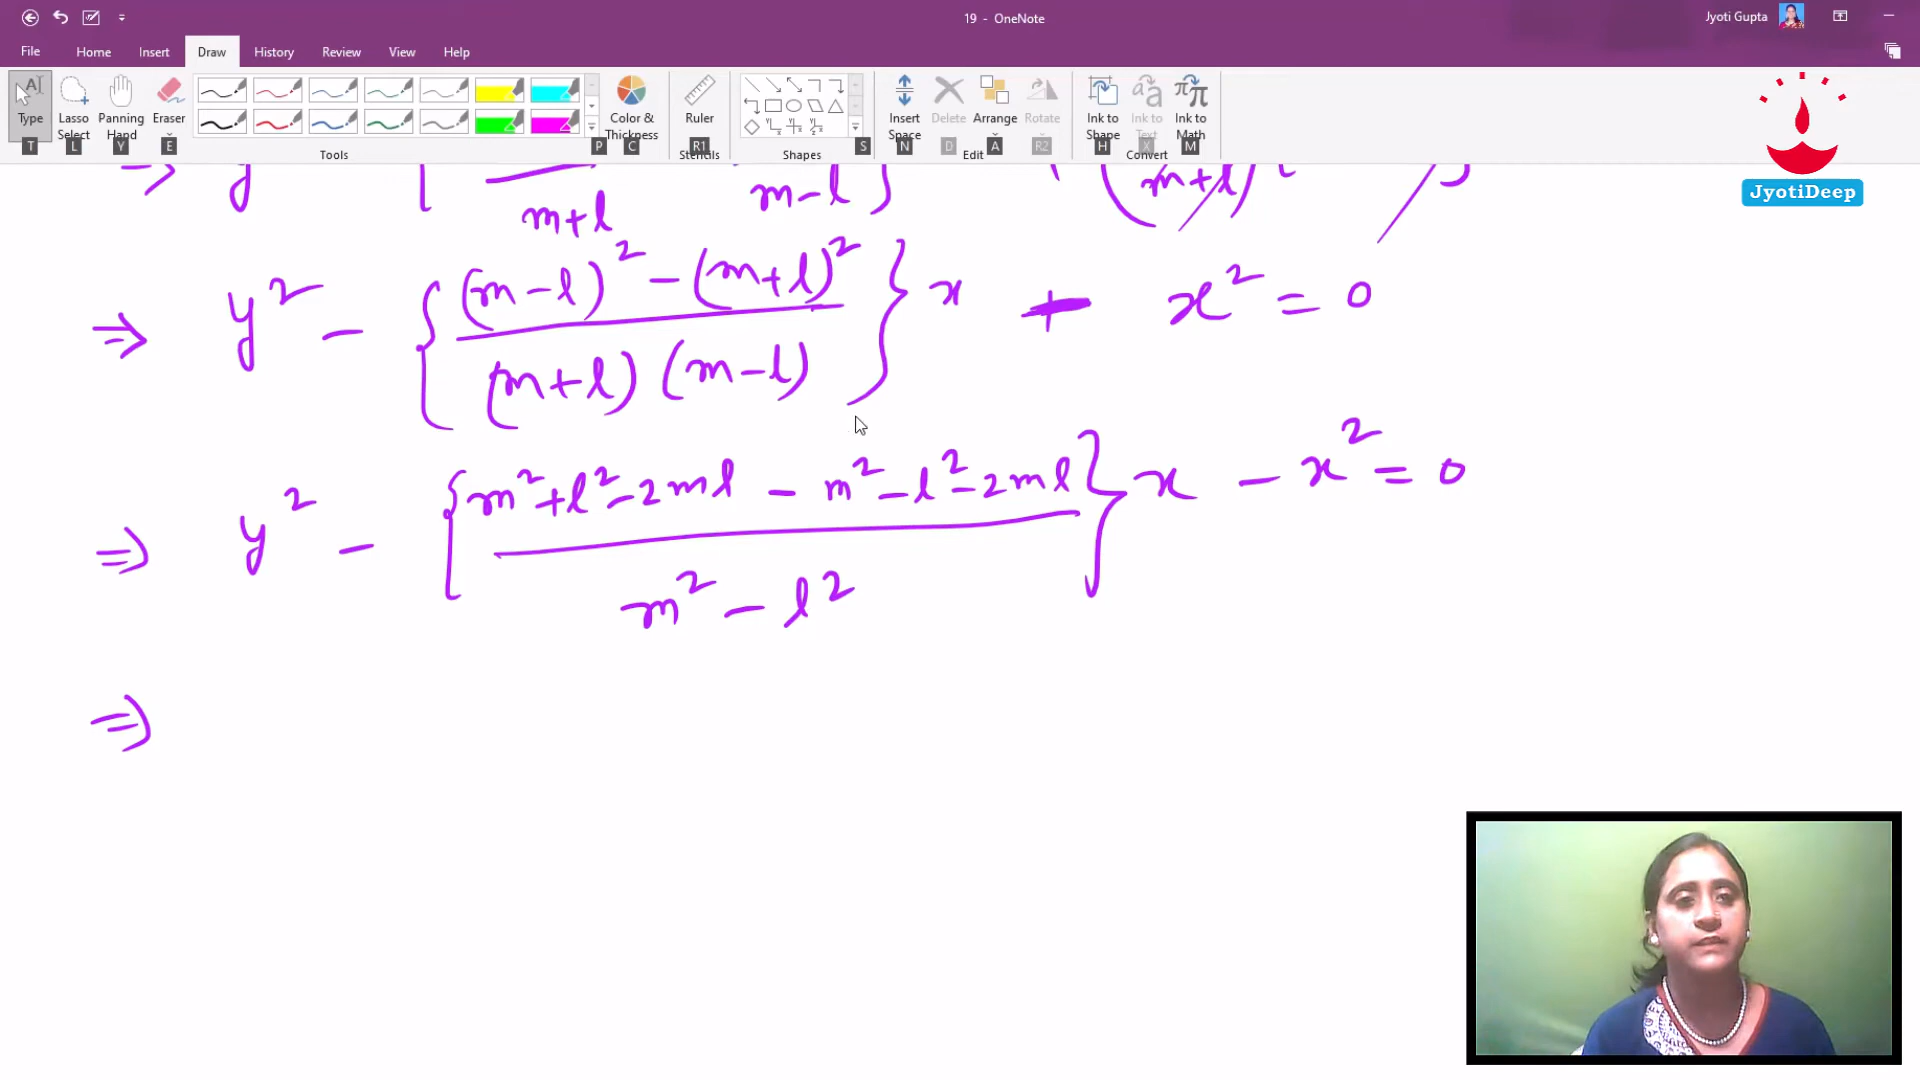 19 - OneNote
Jyoti Gupta
File Home Insert Draw History Review View Help
Type Lasso Select Panning Hand Eraser Color & Thickness Ruler Insert Space Delete Arrange Rotate Ink to Shape Ink to Text Ink to Math
T L Y E P C R1 S N D A R2 H X M
Tools Stencils Shapes Edit Convert
JyotiDeep
⇒ y m+l m-l (m+l)²
⇒ y² - {(m-l)² - (m+l)² / (m+l)(m-l)} x + x² = 0
⇒ y² - {m²+l²-2ml - m²-l²-2ml / m² - l²} x - x² = 0
⇒